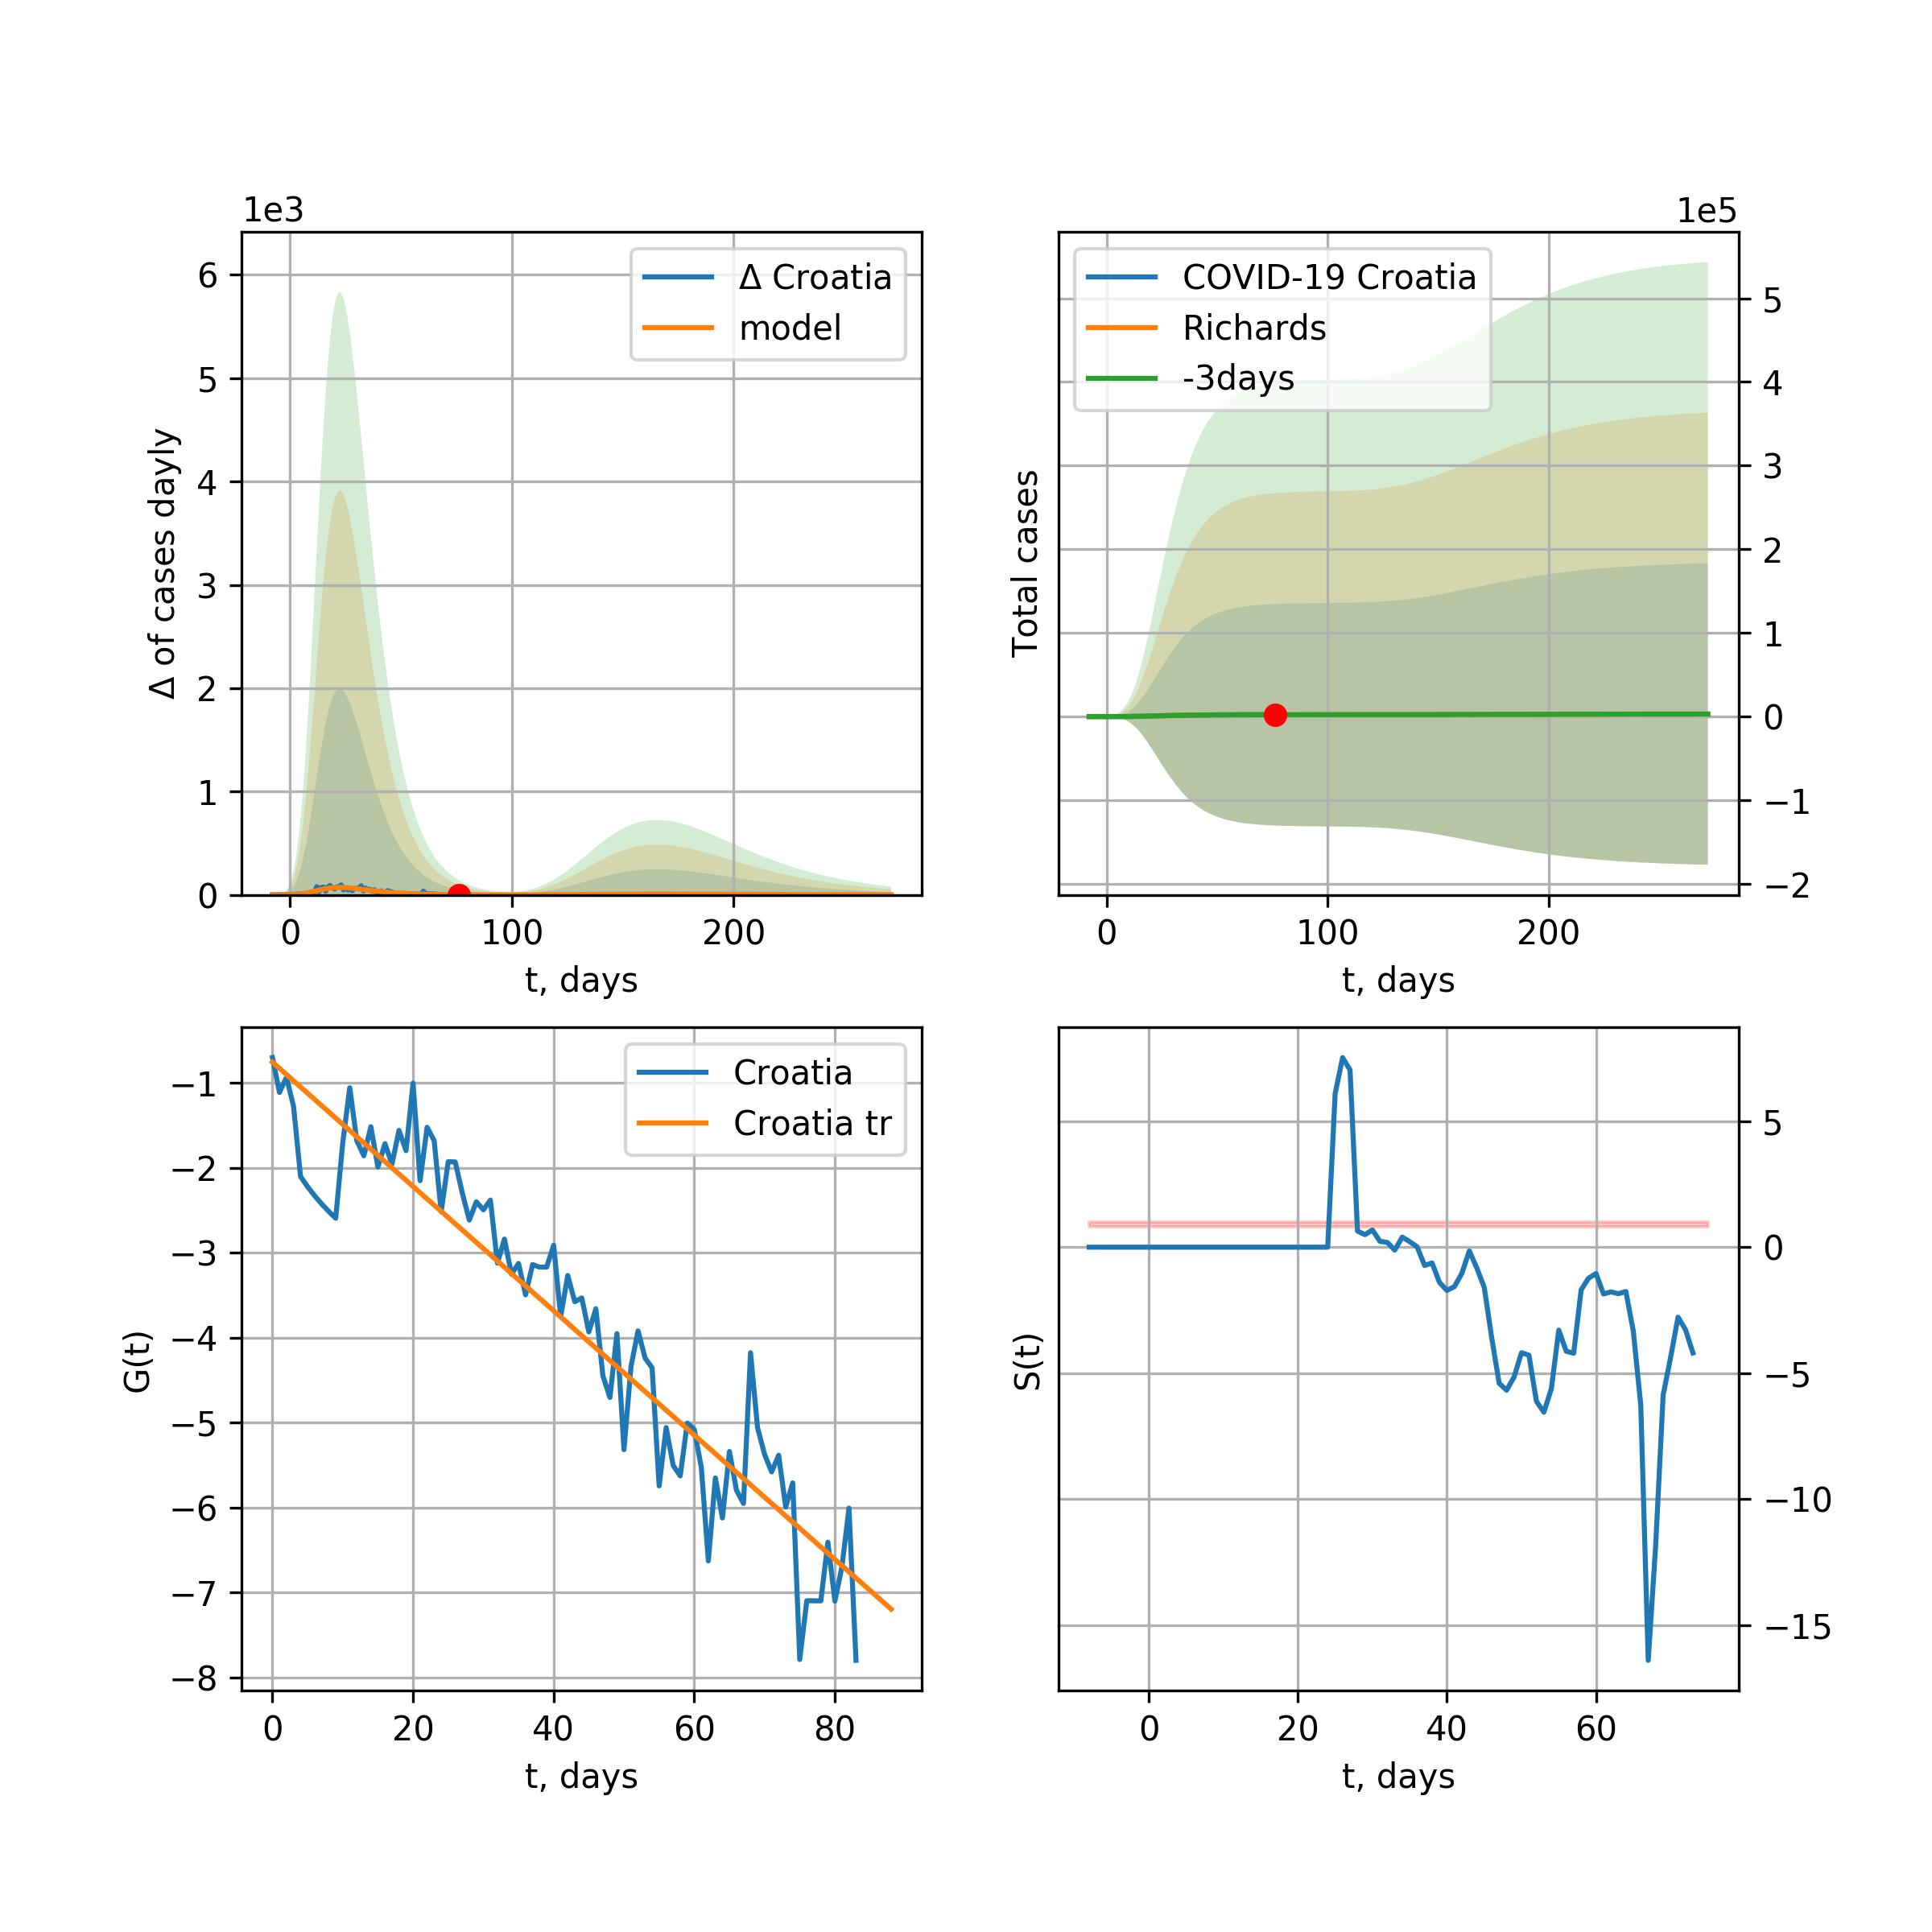 1e3
6
5
4
3
2
1
0
Δ of cases dayly
Δ Croatia
model
0 100 200
t, days
1e5
COVID-19 Croatia
Richards
-3days
Total cases
5
4
3
2
1
0
−1
−2
0 100 200
t, days
Croatia
Croatia tr
G(t)
−1
−2
−3
−4
−5
−6
−7
−8
0 20 40 60 80
t, days
S(t)
5
0
−5
−10
−15
0 20 40 60
t, days